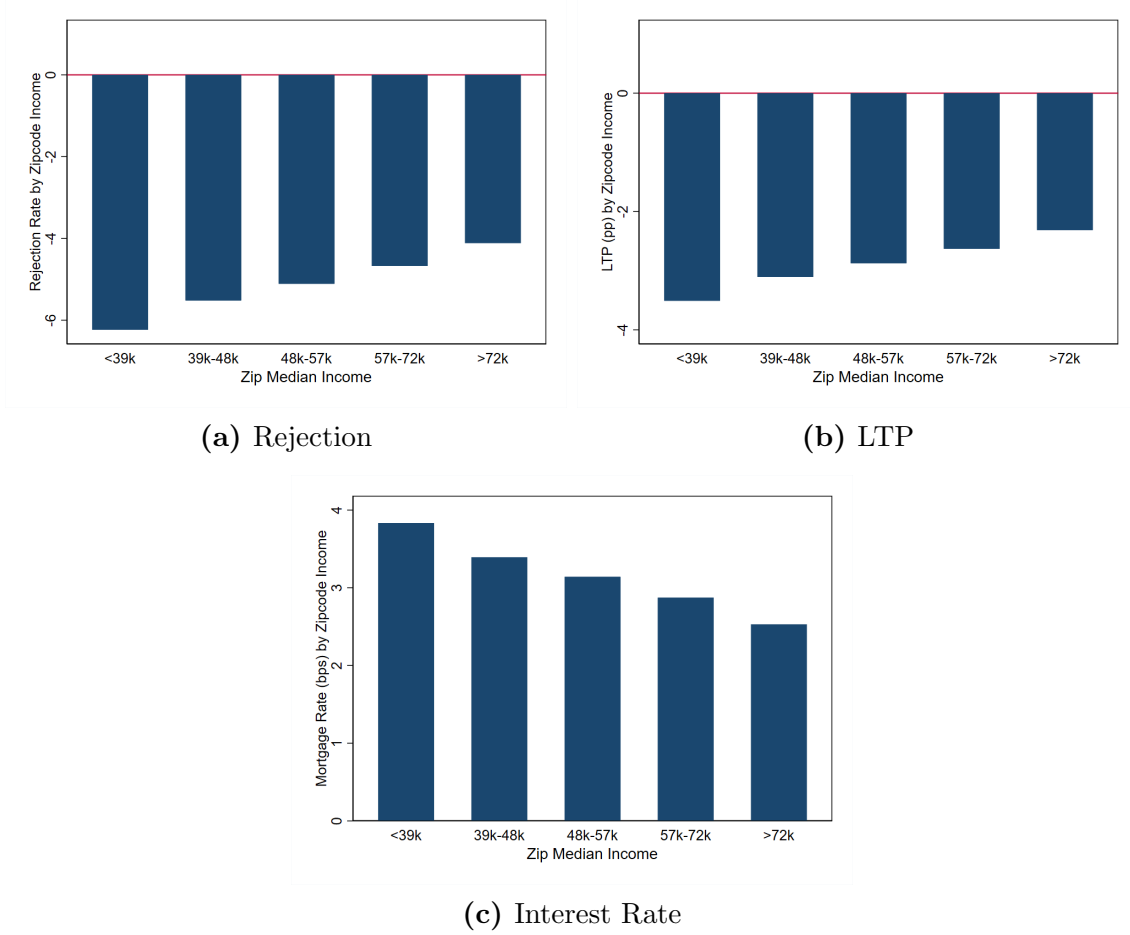 Rejection Rate by Zipcode Income
0
-2
-4
-6
<39k 39k-48k 48k-57k 57k-72k >72k
Zip Median Income
(a) Rejection
LTP (pp) by Zipcode Income
0
-2
-4
<39k 39k-48k 48k-57k 57k-72k >72k
Zip Median Income
(b) LTP
Mortgage Rate (bps) by Zipcode Income
4
3
2
1
0
<39k 39k-48k 48k-57k 57k-72k >72k
Zip Median Income
(c) Interest Rate